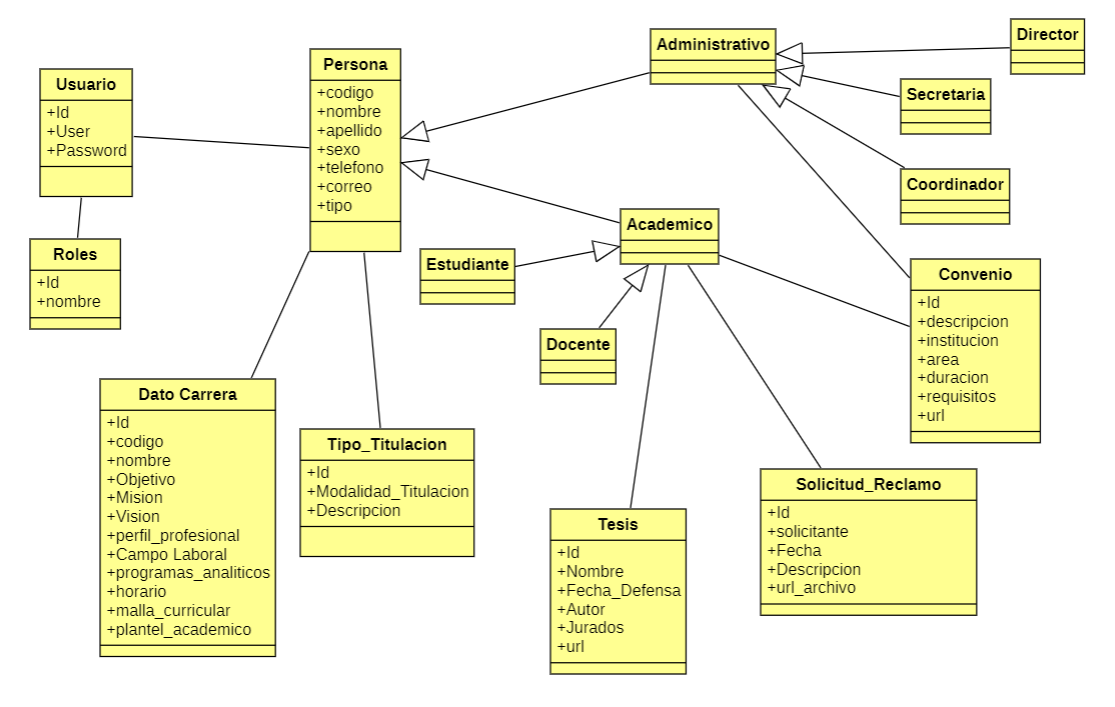 Usuario
+Id
+User
+Password
Roles
+Id
+nombre
Persona
+codigo
+nombre
+apellido
+sexo
+telefono
+correo
+tipo
Administrativo
Director
Secretaria
Coordinador
Academico
Estudiante
Docente
Convenio
+Id
+descripcion
+institucion
+area
+duracion
+requisitos
+url
Dato Carrera
+Id
+codigo
+nombre
+Objetivo
+Mision
+Vision
+perfil_profesional
+Campo Laboral
+programas_analiticos
+horario
+malla_curricular
+plantel_academico
Tipo_Titulacion
+Id
+Modalidad_Titulacion
+Descripcion
Tesis
+Id
+Nombre
+Fecha_Defensa
+Autor
+Jurados
+url
Solicitud_Reclamo
+Id
+solicitante
+Fecha
+Descripcion
+url_archivo